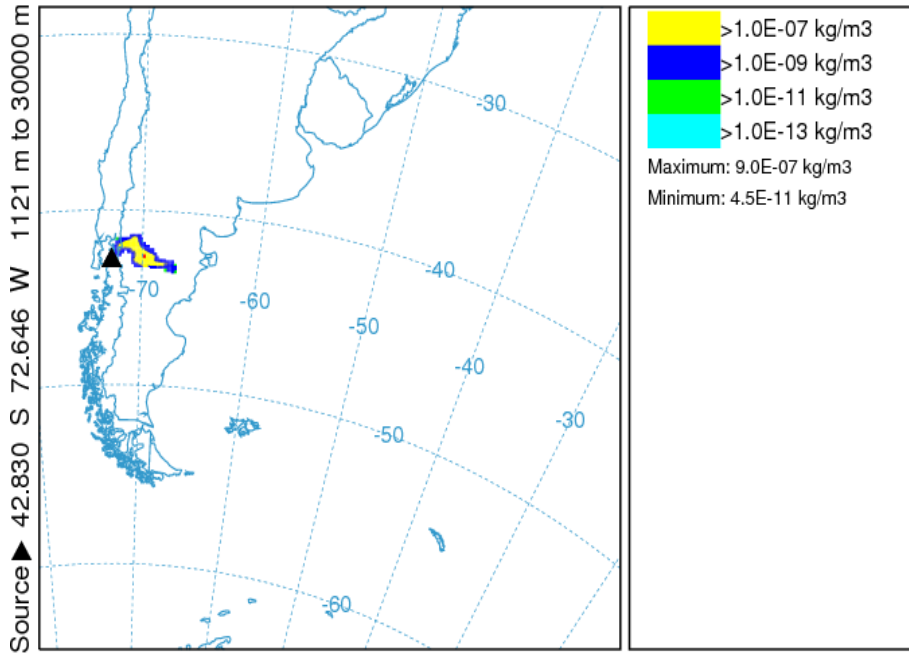 Source ▲ 42.830 S 72.646 W 1121 m to 30000 m
-30
-40
-70
-60
-50
-40
-30
-50
-60
>1.0E-07 kg/m3
>1.0E-09 kg/m3
>1.0E-11 kg/m3
>1.0E-13 kg/m3
Maximum: 9.0E-07 kg/m3
Minimum: 4.5E-11 kg/m3